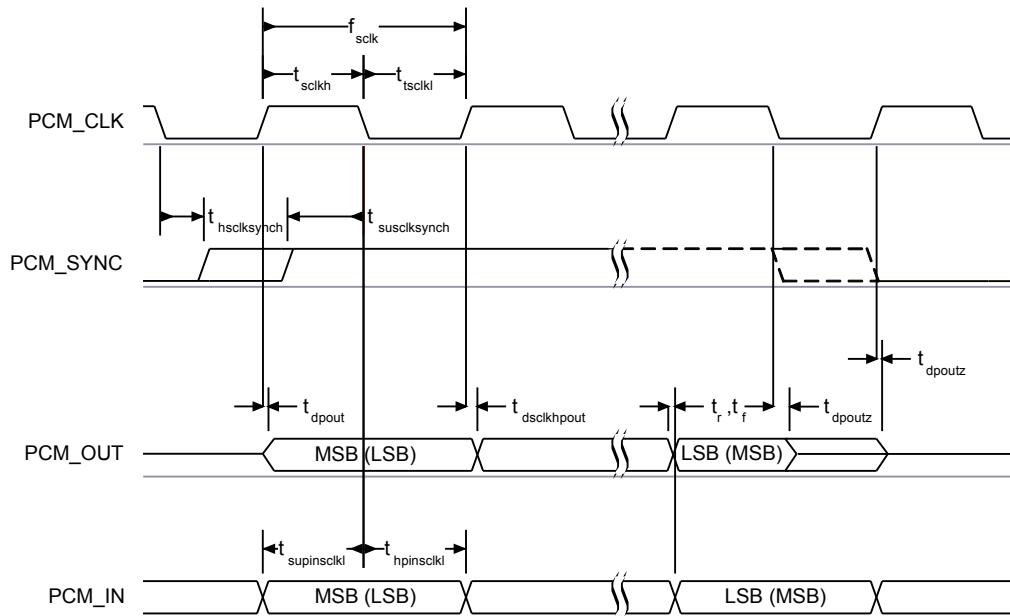 f sclk
t sclkh
t tsclkl
PCM_CLK
t hsclksynch
t susclksynch
PCM_SYNC
t dpoutz
t dpout
t dsclkhpout
t r ,t f
t dpoutz
PCM_OUT
MSB (LSB)
LSB (MSB)
t supinsclkl
t hpinsclkl
PCM_IN
MSB (LSB)
LSB (MSB)